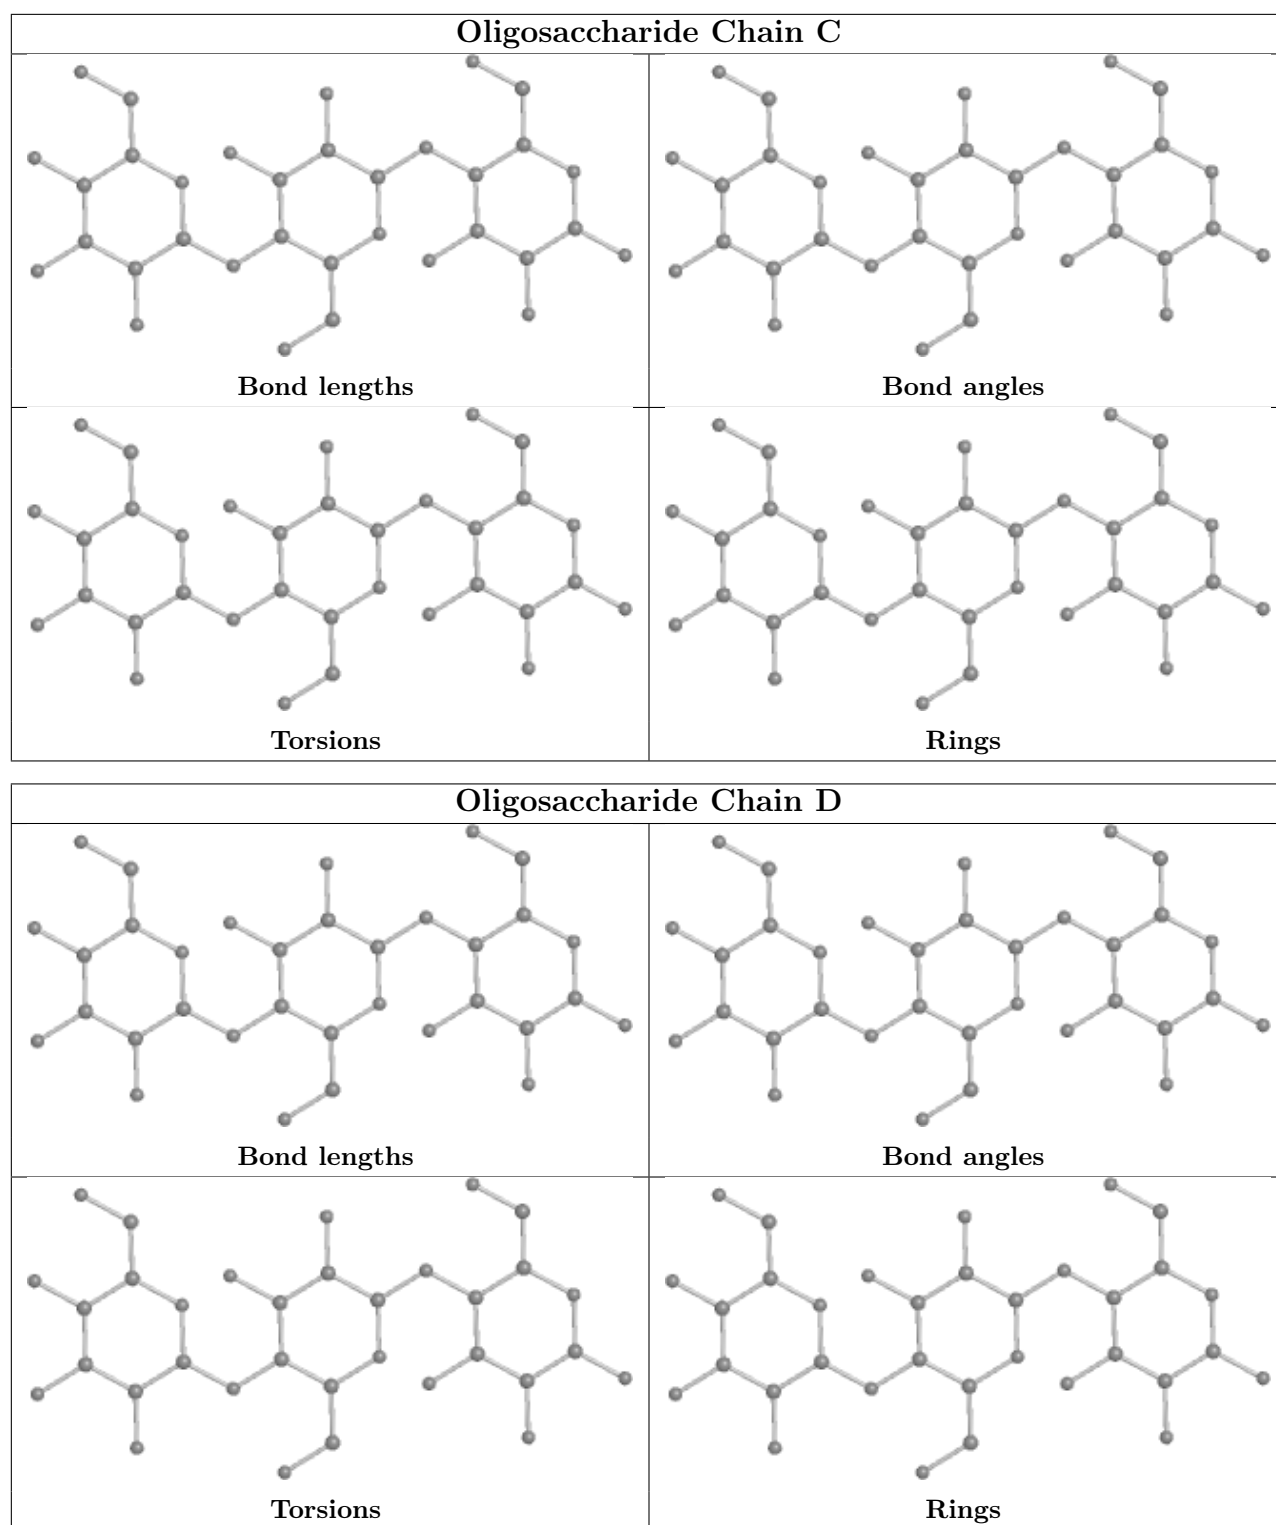 Oligosaccharide Chain C
Bond lengths
Bond angles
Torsions
Rings
Oligosaccharide Chain D
Bond lengths
Bond angles
Torsions
Rings